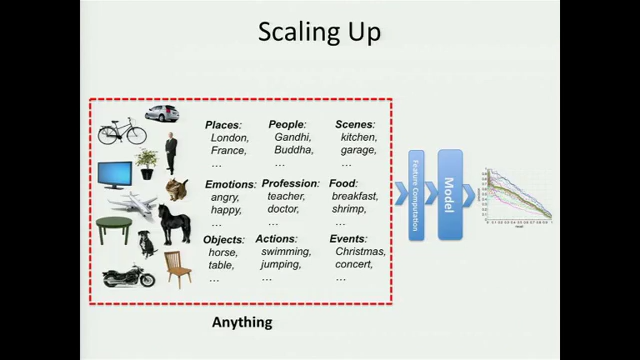 Scaling Up
Places: People: Scenes:
London, Gandhi, kitchen,
France, Buddha, garage,
… … …
Emotions: Profession: Food:
angry, teacher, breakfast,
happy, doctor, shrimp,
… … …
Objects: Actions: Events:
horse, swimming, Christmas,
table, jumping, concert,
… … …
Anything
Feature Computation
Model